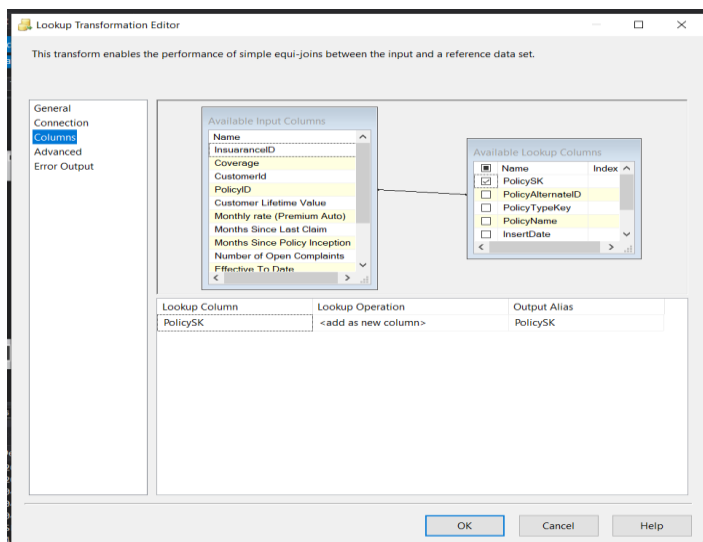 Lookup Transformation Editor
This transform enables the performance of simple equi-joins between the input and a reference data set.
General
Connection
Columns
Advanced
Error Output
Available Input Columns
Name
InsuaranceID
Coverage
CustomerId
PolicyID
Customer Lifetime Value
Monthly rate (Premium Auto)
Months Since Last Claim
Months Since Policy Inception
Number of Open Complaints
Effective To Date
Available Lookup Columns
Name Index
PolicySK
PolicyAlternateID
PolicyTypeKey
PolicyName
InsertDate
Lookup Column Lookup Operation Output Alias
PolicySK <add as new column> PolicySK
OK Cancel Help